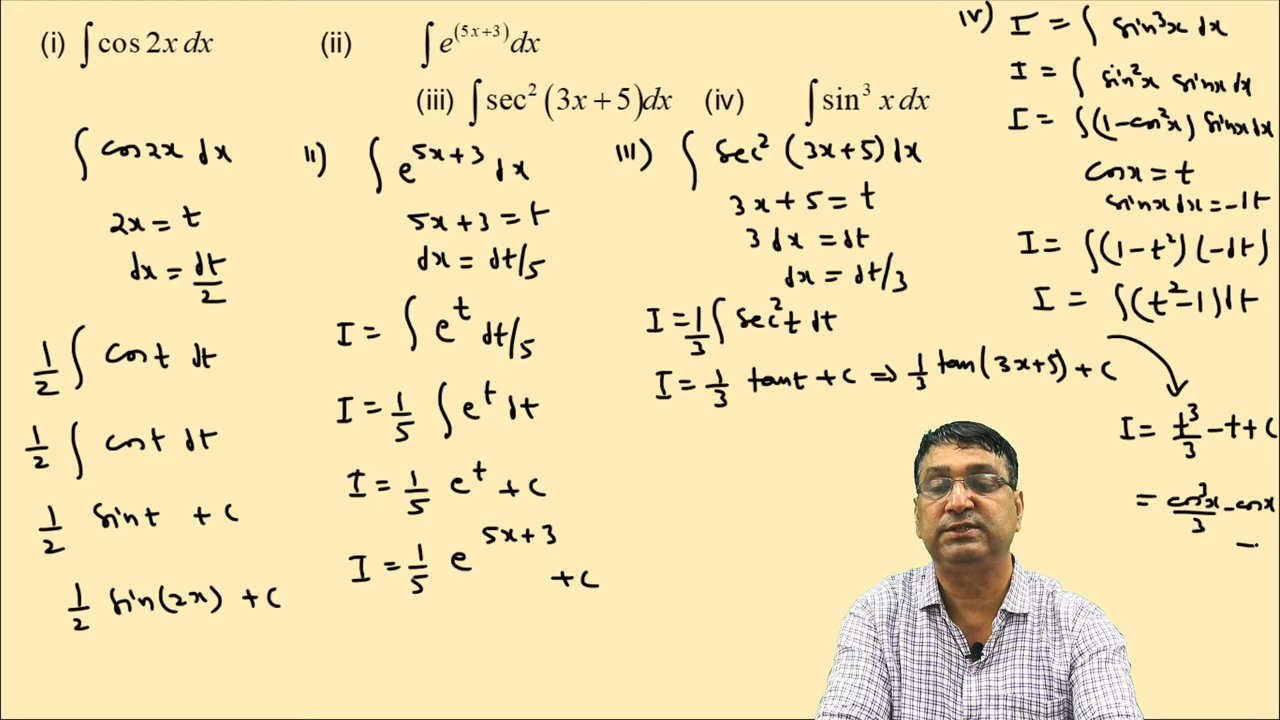 (i) ∫ cos 2x dx (ii) ∫ e^(5x+3) dx
(iii) ∫ sec² (3x + 5) dx (iv) ∫ sin³ x dx
∫ cos2x dx
2x = t
dx = dt/2
1/2 ∫ cost dt
1/2 ∫ cost dt
1/2 sint + c
1/2 sin(2x) + c
ii) ∫ e^(5x+3) dx
5x+3 = t
dx = dt/5
I = ∫ e^t dt/5
I = 1/5 ∫ e^t dt
I = 1/5 e^t + c
I = 1/5 e^(5x+3) + c
iii) ∫ sec² (3x+5) dx
3x + 5 = t
3 dx = dt
dx = dt/3
I = 1/3 ∫ sec²t dt
I = 1/3 tant + c ⇒ 1/3 tan(3x+5) + c
iv) I = ∫ sin³x dx
I = ∫ sin²x sinx dx
I = ∫(1-cos²x) sinx dx
cosx = t
sinx dx = -dt
I = ∫(1-t²) (-dt)
I = ∫(t²-1)dt
I = t³/3 - t + c
= cos³x/3 - cosx